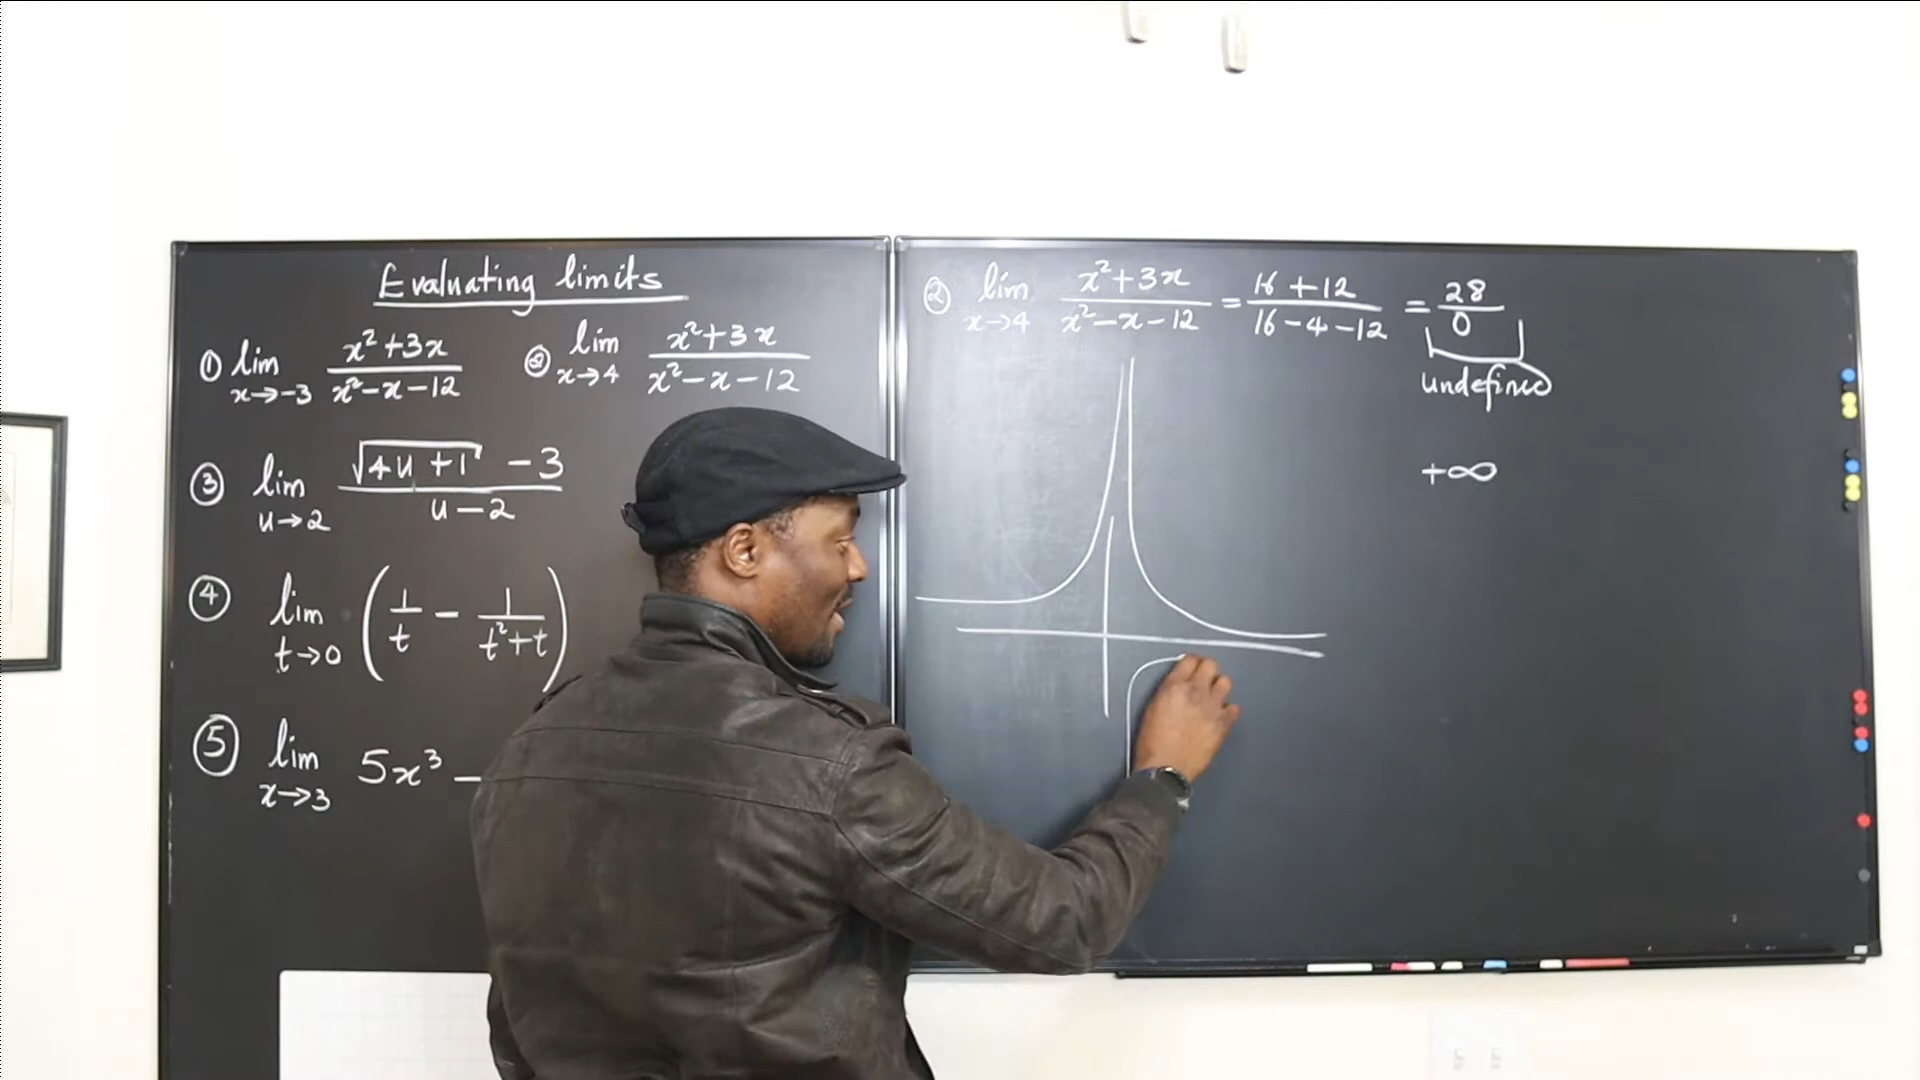 Evaluating limits
① lim x→-3 (x²+3x)/(x²-x-12)
② lim x→4 (x²+3x)/(x²-x-12)
③ lim u→2 (√(4u+1) - 3)/(u-2)
④ lim t→0 (1/t - 1/(t²+t))
⑤ lim x→3 5x³ -
② lim x→4 (x²+3x)/(x²-x-12) = (16+12)/(16-4-12) = 28/0
undefined
+∞